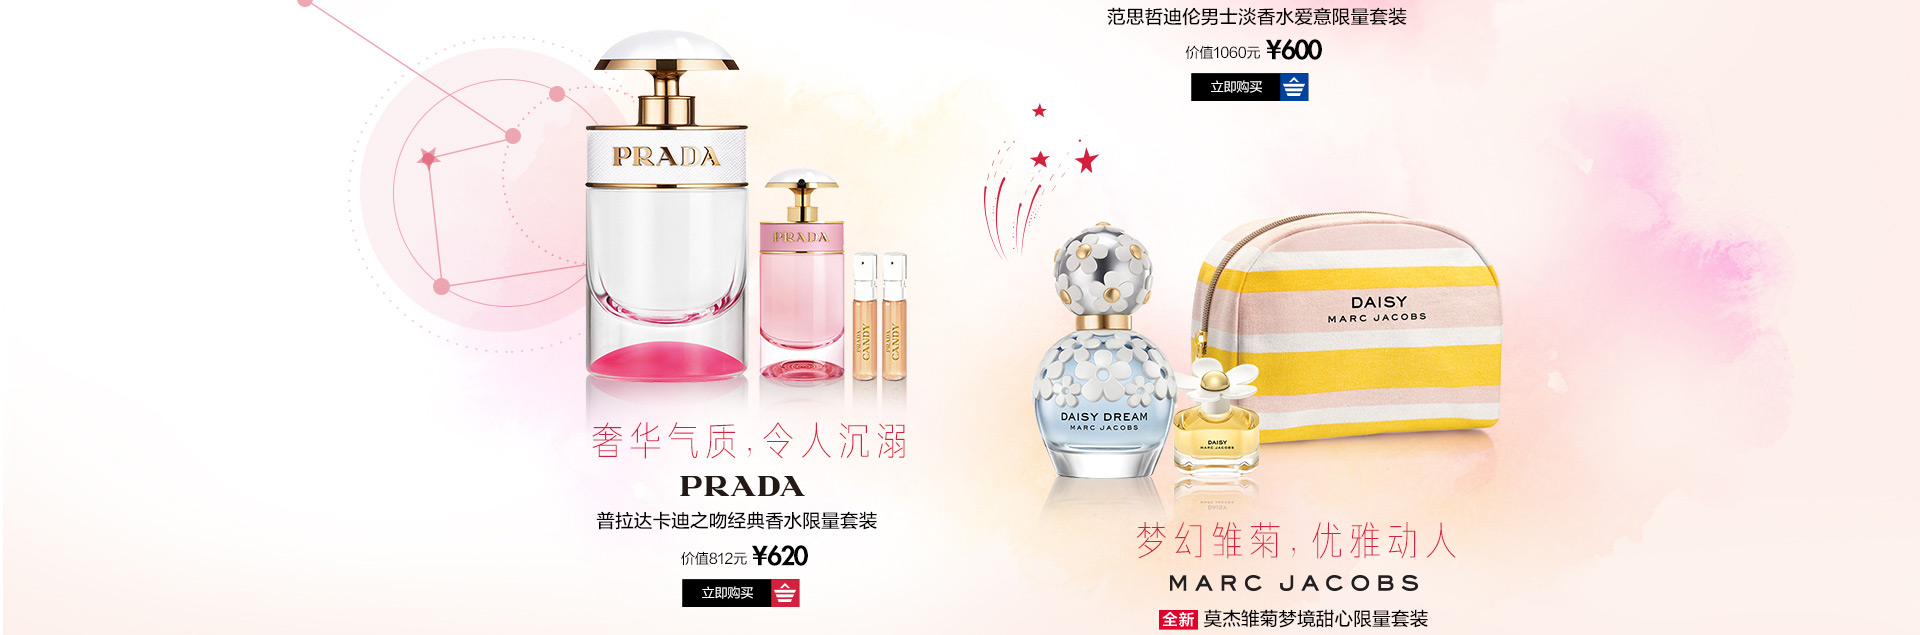 范思哲迪伦男士淡香水爱意限量套装
价值1060元 ¥600
立即购买
PRADA
PRADA
PRADA CANDY
PRADA CANDY
奢华气质,令人沉溺
PRADA
普拉达卡迪之吻经典香水限量套装
价值812元 ¥620
立即购买
DAISY
MARC JACOBS
DAISY DREAM
MARC JACOBS
DAISY
MARC JACOBS
梦幻雏菊,优雅动人
MARC JACOBS
全新 莫杰雏菊梦境甜心限量套装